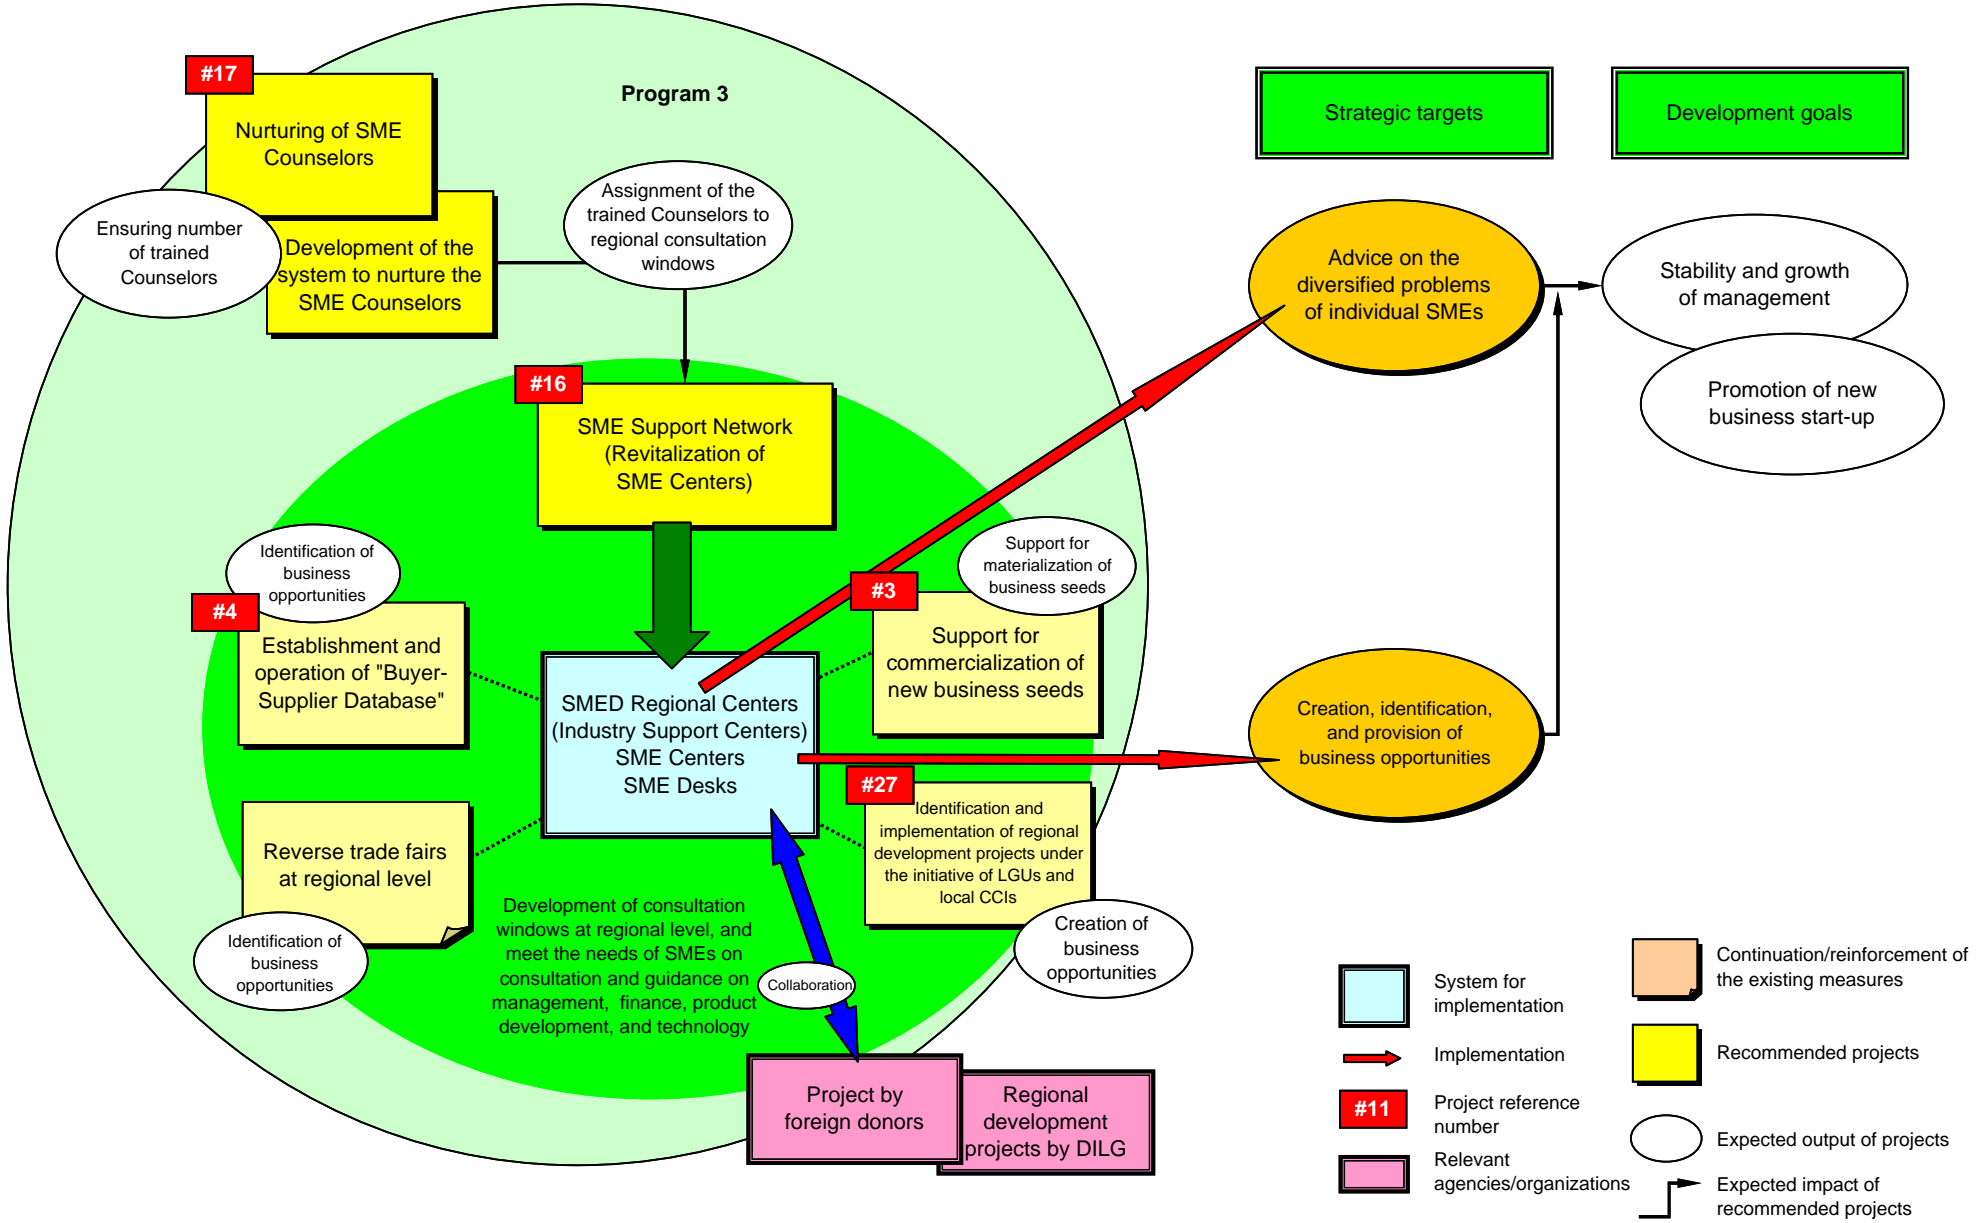 Program 3
#17
Nurturing of SME
Counselors
Ensuring number
of trained
Counselors
Development of the
system to nurture the
SME Counselors
Assignment of the
trained Counselors to
regional consultation
windows
#16
SME Support Network
(Revitalization of
SME Centers)
Identification of
business
opportunities
#4
Establishment and
operation of "Buyer-
Supplier Database"
Support for
materialization of
business seeds
#3
Support for
commercialization of
new business seeds
SMED Regional Centers
(Industry Support Centers)
SME Centers
SME Desks
#27
Identification and
implementation of regional
development projects under
the initiative of LGUs and
local CCIs
Creation of
business
opportunities
Reverse trade fairs
at regional level
Identification of
business
opportunities
Development of consultation
windows at regional level, and
meet the needs of SMEs on
consultation and guidance on
management, finance, product
development, and technology
Collaboration
Project by
foreign donors
Regional
development
projects by DILG
Strategic targets
Development goals
Advice on the
diversified problems
of individual SMEs
Stability and growth
of management
Promotion of new
business start-up
Creation, identification,
and provision of
business opportunities
System for
implementation
Implementation
#11
Project reference
number
Relevant
agencies/organizations
Continuation/reinforcement of
the existing measures
Recommended projects
Expected output of projects
Expected impact of
recommended projects